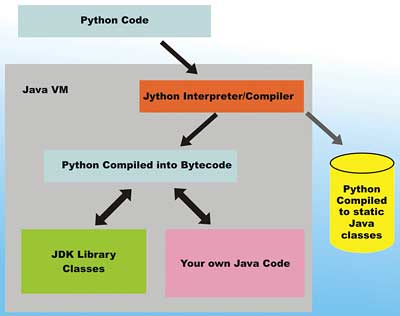 Python Code
Java VM
Jython Interpreter/Compiler
Python Compiled into Bytecode
Python
Compiled
to static
Java
classes
JDK Library
Classes
Your own Java Code